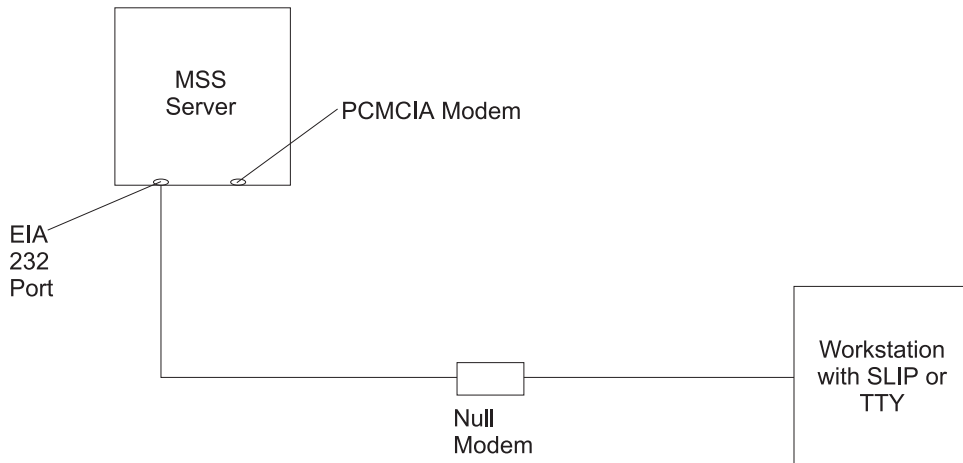 MSS
Server
PCMCIA Modem
EIA
232
Port
Workstation
with SLIP or
TTY
Null
Modem